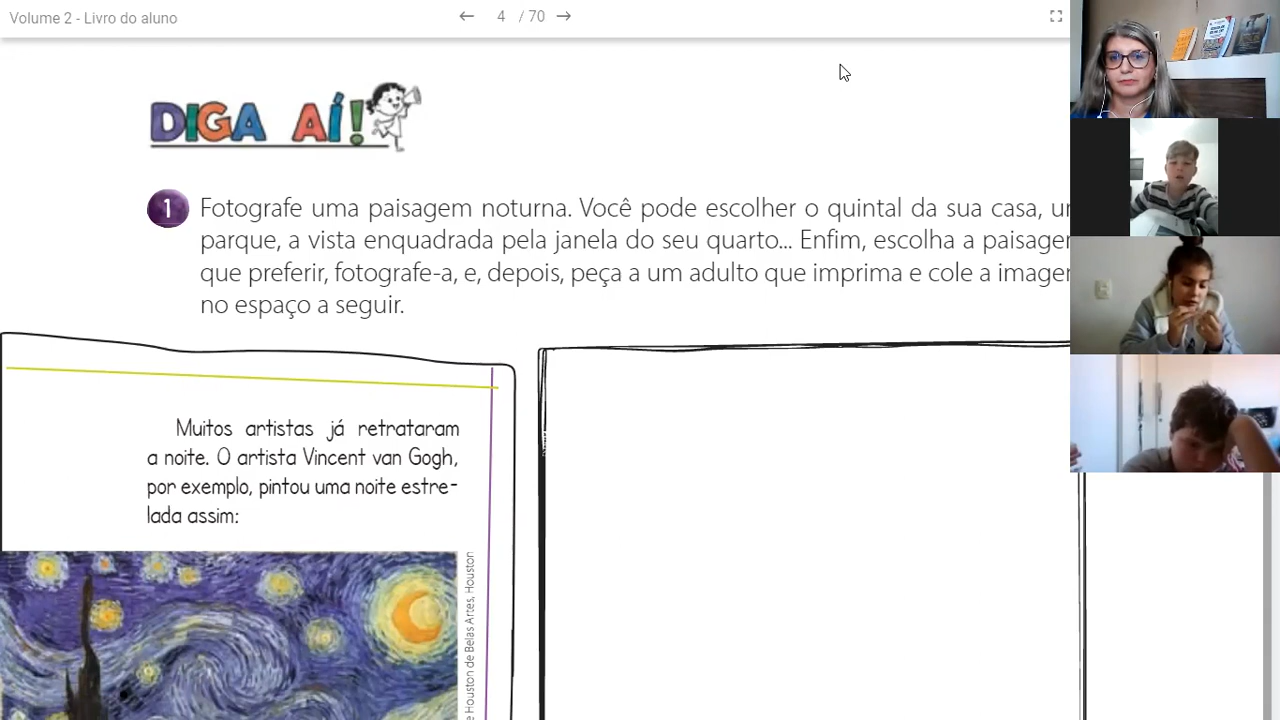 Volume 2 - Livro do aluno
4 / 70
DIGA AÍ!
1 Fotografe uma paisagem noturna. Você pode escolher o quintal da sua casa,
parque, a vista enquadrada pela janela do seu quarto... Enfim, escolha a
que preferir, fotografe-a, e, depois, peça a um adulto que imprima e cole a
no espaço a seguir.
Muitos artistas já retrataram
a noite. O artista Vincent van Gogh,
por exemplo, pintou uma noite estre-
lada assim:
Houston de Belas Artes, Houston